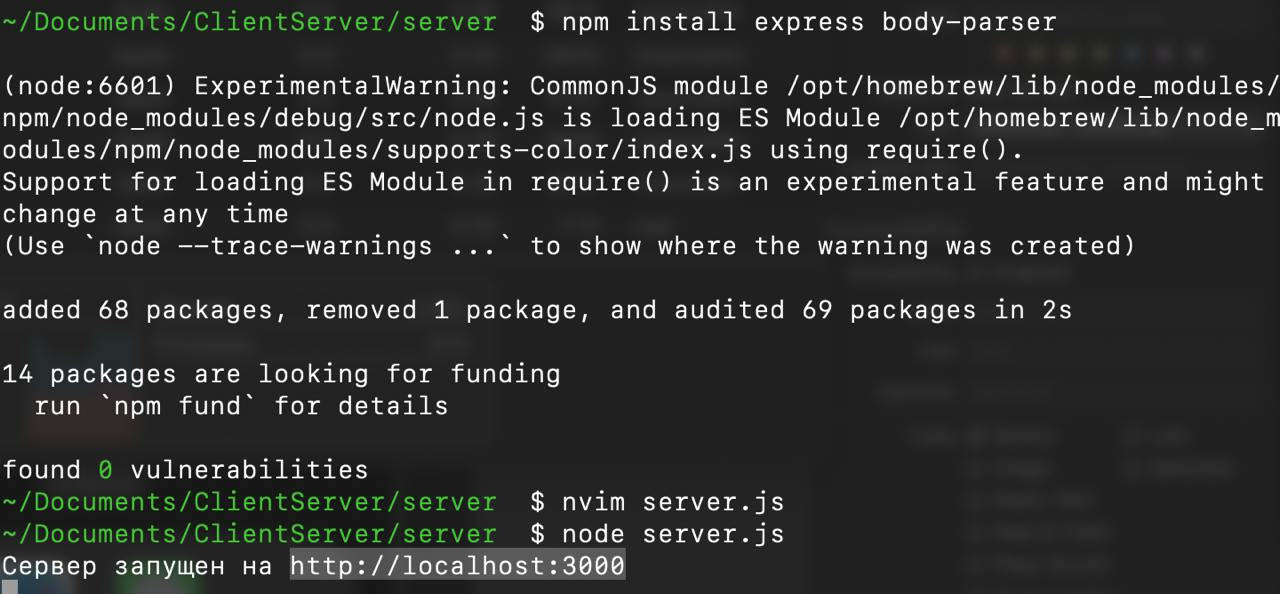 ~/Documents/ClientServer/server $ npm install express body-parser
(node:6601) ExperimentalWarning: CommonJS module /opt/homebrew/lib/node_modules/
npm/node_modules/debug/src/node.js is loading ES Module /opt/homebrew/lib/node_m
odules/npm/node_modules/supports-color/index.js using require().
Support for loading ES Module in require() is an experimental feature and might
change at any time
(Use `node --trace-warnings ...` to show where the warning was created)
added 68 packages, removed 1 package, and audited 69 packages in 2s
14 packages are looking for funding
  run `npm fund` for details
found 0 vulnerabilities
~/Documents/ClientServer/server $ nvim server.js
~/Documents/ClientServer/server $ node server.js
Сервер запущен на http://localhost:3000